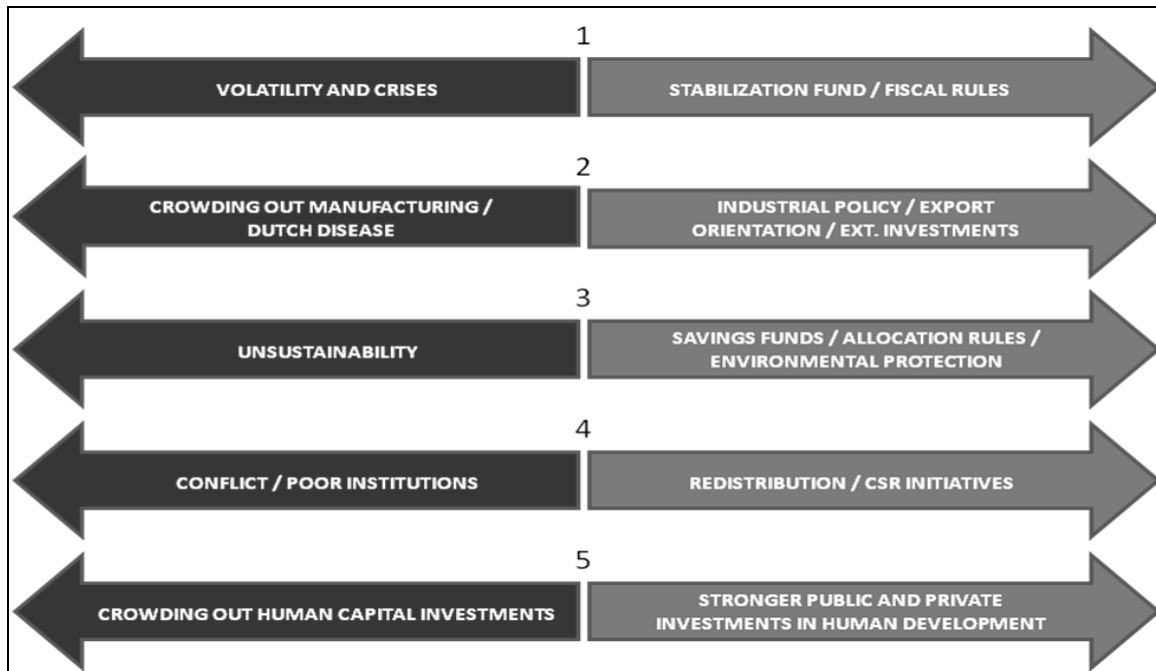 1
VOLATILITY AND CRISES
STABILIZATION FUND / FISCAL RULES
2
CROWDING OUT MANUFACTURING /
DUTCH DISEASE
INDUSTRIAL POLICY / EXPORT
ORIENTATION / EXT. INVESTMENTS
3
UNSUSTAINABILITY
SAVINGS FUNDS / ALLOCATION RULES /
ENVIRONMENTAL PROTECTION
4
CONFLICT / POOR INSTITUTIONS
REDISTRIBUTION / CSR INITIATIVES
5
CROWDING OUT HUMAN CAPITAL INVESTMENTS
STRONGER PUBLIC AND PRIVATE
INVESTMENTS IN HUMAN DEVELOPMENT